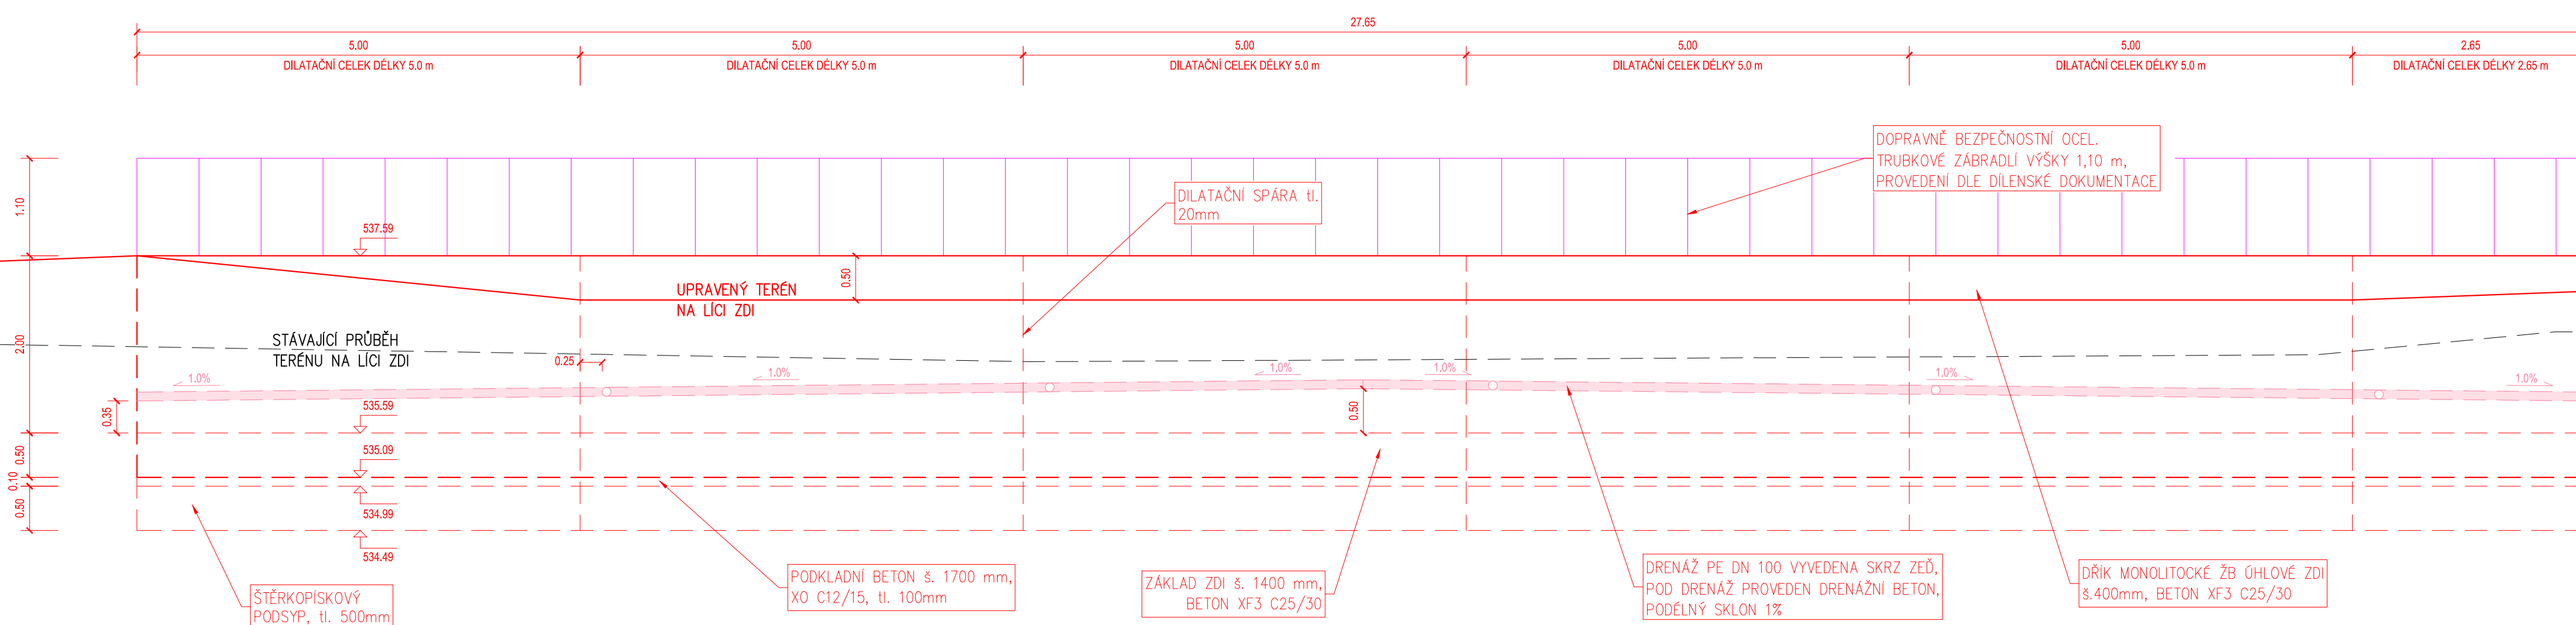 27.65
5.00
5.00
5.00
5.00
5.00
2.65
DILATAČNÍ CELEK DÉLKY 5.0 m
DILATAČNÍ CELEK DÉLKY 5.0 m
DILATAČNÍ CELEK DÉLKY 5.0 m
DILATAČNÍ CELEK DÉLKY 5.0 m
DILATAČNÍ CELEK DÉLKY 5.0 m
DILATAČNÍ CELEK DÉLKY 2.65 m
DOPRAVNĚ BEZPEČNOSTNÍ OCEL.
TRUBKOVÉ ZÁBRADLÍ VÝŠKY 1,10 m,
PROVEDENÍ DLE DÍLENSKÉ DOKUMENTACE
DILATAČNÍ SPÁRA tl.
20mm
1.10
537.59
0.50
UPRAVENÝ TERÉN
NA LÍCI ZDI
2.00
STÁVAJÍCÍ PRŮBĚH
TERÉNU NA LÍCI ZDI
0.25
1.0%
1.0%
1.0%
1.0%
1.0%
1.0%
0.35
535.59
0.50
0.50
535.09
0.10
0.50
534.99
534.49
ŠTĚRKOPÍSKOVÝ
PODSYP, tl. 500mm
PODKLADNÍ BETON š. 1700 mm,
XO C12/15, tl. 100mm
ZÁKLAD ZDI š. 1400 mm,
BETON XF3 C25/30
DRENÁŽ PE DN 100 VYVEDENA SKRZ ZEĎ,
POD DRENÁŽ PROVEDEN DRENÁŽNÍ BETON,
PODÉLNÝ SKLON 1%
DŘÍK MONOLITOCKÉ ŽB ÚHLOVÉ ZDI
š.400mm, BETON XF3 C25/30